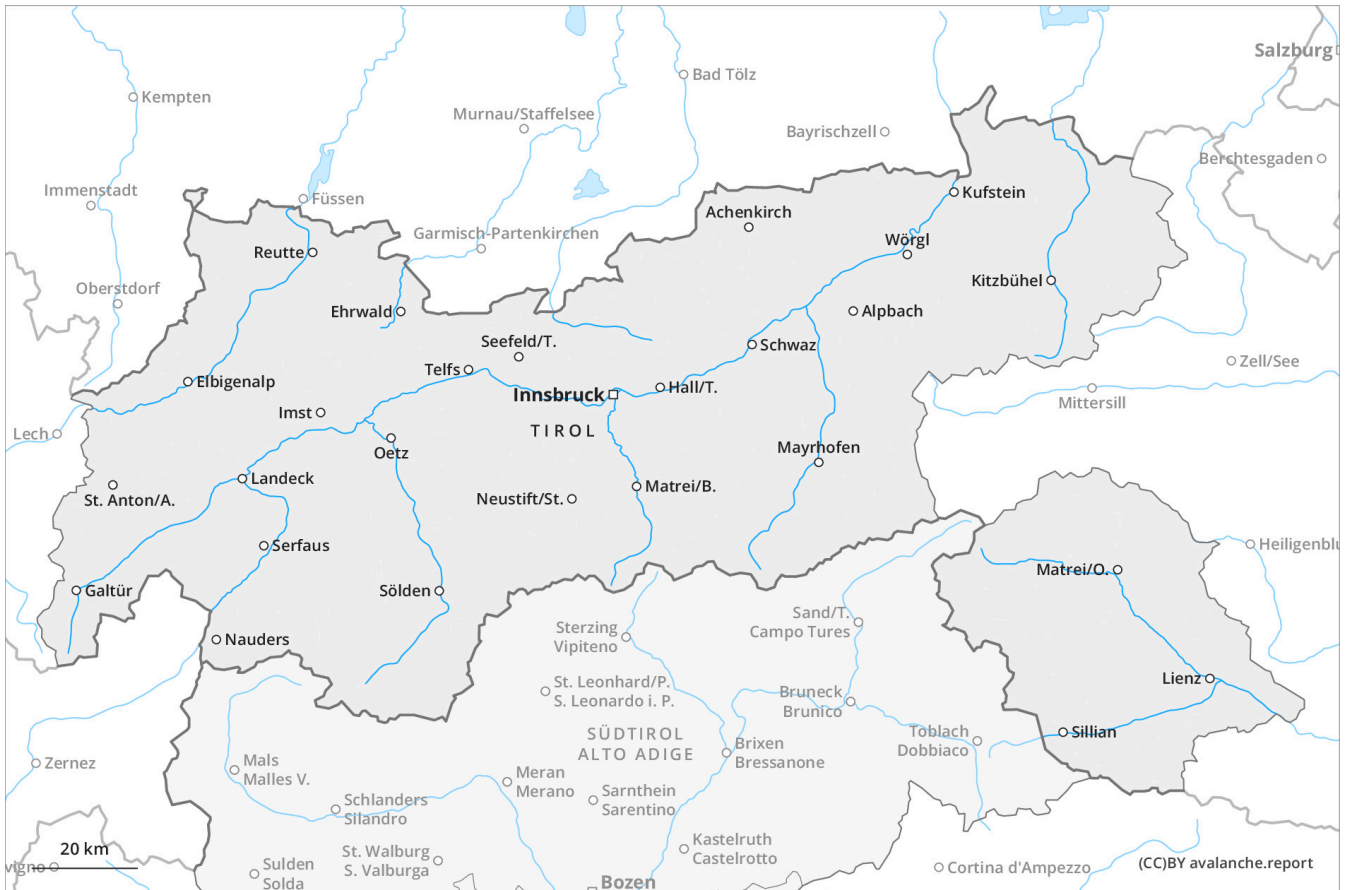 Salzburg
Bad Tölz
Kempten
Murnau/Staffelsee
Bayrischzell
Berchtesgaden
Immenstadt
Füssen
Kufstein
Achenkirch
Garmisch-Partenkirchen
Wörgl
Reutte
Kitzbühel
Oberstdorf
Ehrwald
Alpbach
Seefeld/T.
Schwaz
Zell/See
Telfs
Elbigenalp
Hall/T.
Innsbruck
Mittersill
Imst
TIROL
Lech
Oetz
Mayrhofen
Landeck
Matrei/B.
St. Anton/A.
Neustift/St.
Serfaus
Heiligenblu
Matrei/O.
Galtür
Sölden
Sand/T.
Campo Tures
Sterzing
Vipiteno
Nauders
Lienz
St. Leonhard/P.
S. Leonardo i. P.
Bruneck
Brunico
SÜDTIROL
ALTO ADIGE
Toblach
Dobbiaco
Sillian
Brixen
Bressanone
Zernez
Mals
Malles V.
Meran
Merano
Sarnthein
Sarentino
Schlanders
Silandro
Kastelruth
Castelrotto
20 km
St. Walburg
S. Valburga
vigno
Sulden
Solda
Cortina d'Ampezzo
(CC)BY avalanche.report
Bozen